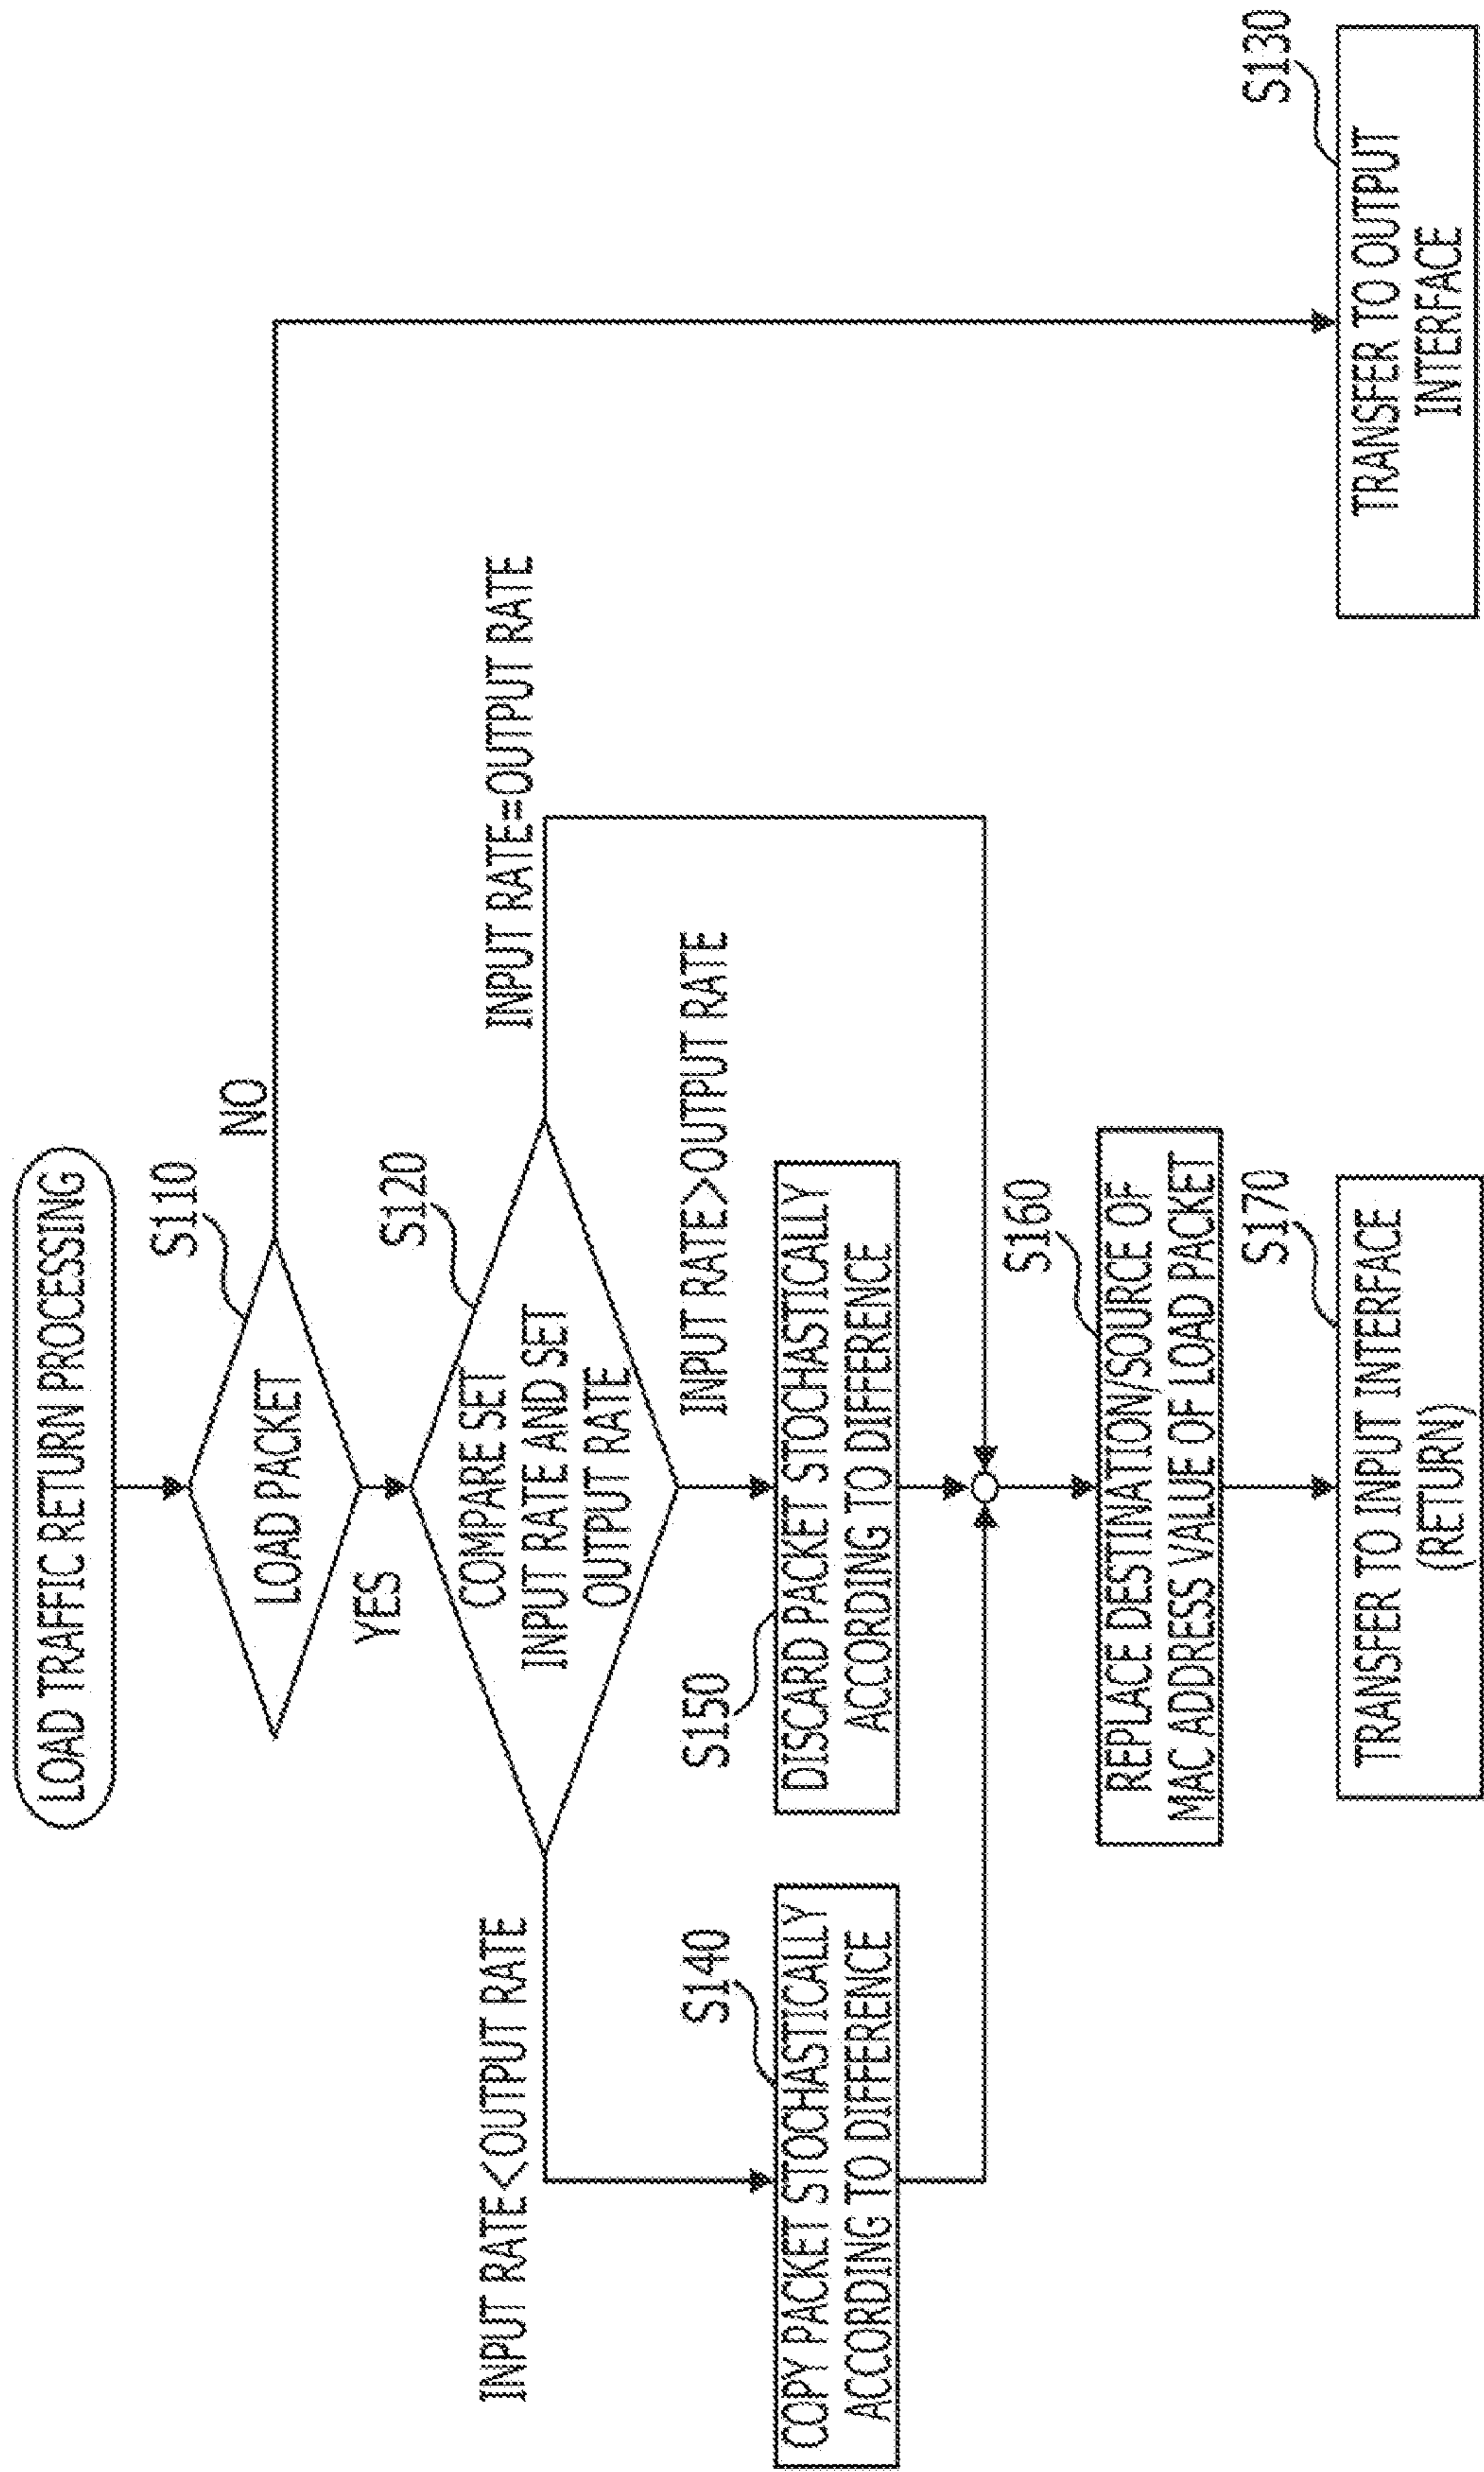 LOAD TRAFFIC RETURN PROCESSING
S110
LOAD PACKET
NO
YES
S120
COMPARE SET
INPUT RATE AND SET
OUTPUT RATE
INPUT RATE<OUTPUT RATE
INPUT RATE=OUTPUT RATE
INPUT RATE>OUTPUT RATE
S140
COPY PACKET STOCHASTICALLY
ACCORDING TO DIFFERENCE
S150
DISCARD PACKET STOCHASTICALLY
ACCORDING TO DIFFERENCE
S160
REPLACE DESTINATION/SOURCE OF
MAC ADDRESS VALUE OF LOAD PACKET
S170
TRANSFER TO INPUT INTERFACE
(RETURN)
S130
TRANSFER TO OUTPUT
INTERFACE